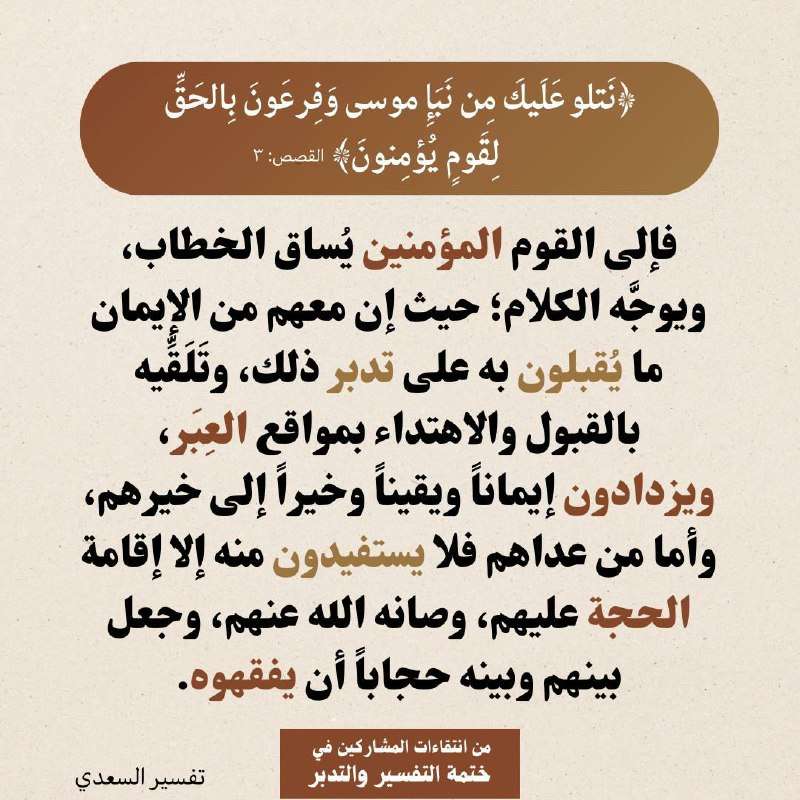 ﴿نَتلو عَلَيكَ مِن نَبَإِ موسى وَفِرعَونَ بِالحَقِّ
لِقَومٍ يُؤمِنونَ﴾ القصص: ٣
فإلى القوم المؤمنين يُساق الخطاب،
ويوجَّه الكلام؛ حيث إن معهم من الإيمان
ما يُقبلون به على تدبر ذلك، وتَلَقِّيه
بالقبول والاهتداء بمواقع العِبَر،
ويزدادون إيماناً ويقيناً وخيراً إلى خيرهم،
وأما من عداهم فلا يستفيدون منه إلا إقامة
الحجة عليهم، وصانه الله عنهم، وجعل
بينهم وبينه حجاباً أن يفقهوه.
من انتقاءات المشاركين في
ختمة التفسير والتدبر
تفسير السعدي